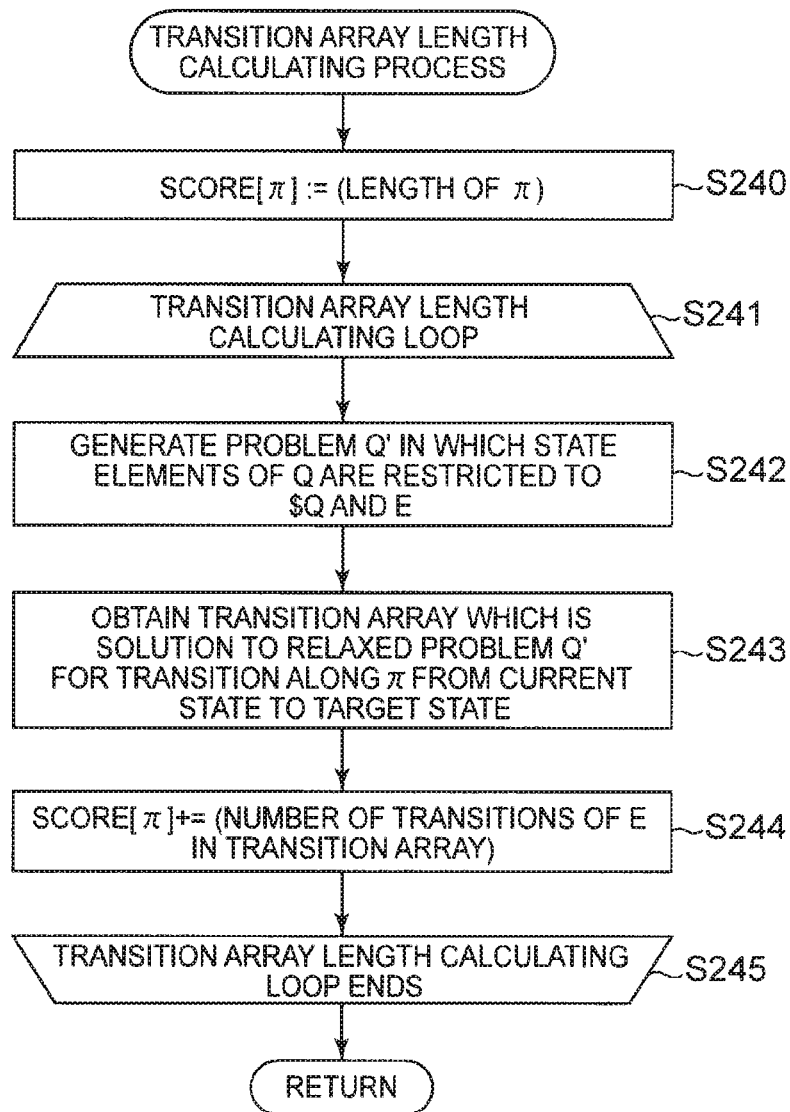 TRANSITION ARRAY LENGTH
CALCULATING PROCESS
SCORE[π] := (LENGTH OF π)
S240
TRANSITION ARRAY LENGTH
CALCULATING LOOP
S241
GENERATE PROBLEM Q' IN WHICH STATE
ELEMENTS OF Q ARE RESTRICTED TO
$Q AND E
S242
OBTAIN TRANSITION ARRAY WHICH IS
SOLUTION TO RELAXED PROBLEM Q'
FOR TRANSITION ALONG π FROM CURRENT
STATE TO TARGET STATE
S243
SCORE[π]+= (NUMBER OF TRANSITIONS OF E
IN TRANSITION ARRAY)
S244
TRANSITION ARRAY LENGTH CALCULATING
LOOP ENDS
S245
RETURN